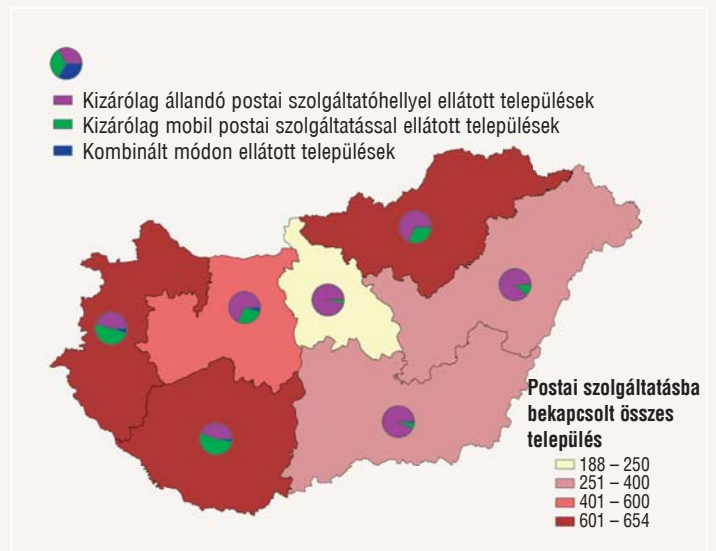 Kizárólag állandó postai szolgáltatóhellyel ellátott települések
Kizárólag mobil postai szolgáltatással ellátott települések
Kombinált módon ellátott települések
Postai szolgáltatásba
bekapcsolt összes
település
188 – 250
251 – 400
401 – 600
601 – 654